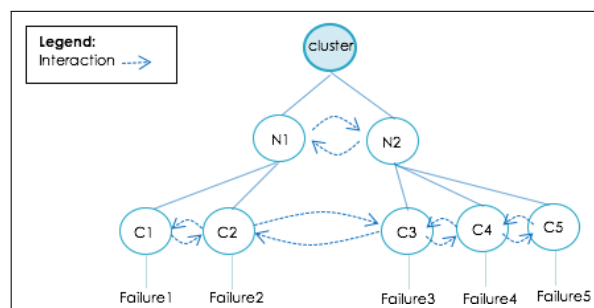 Legend:
Interaction
cluster
N1
N2
C1
C2
C3
C4
C5
Failure1
Failure2
Failure3
Failure4
Failure5